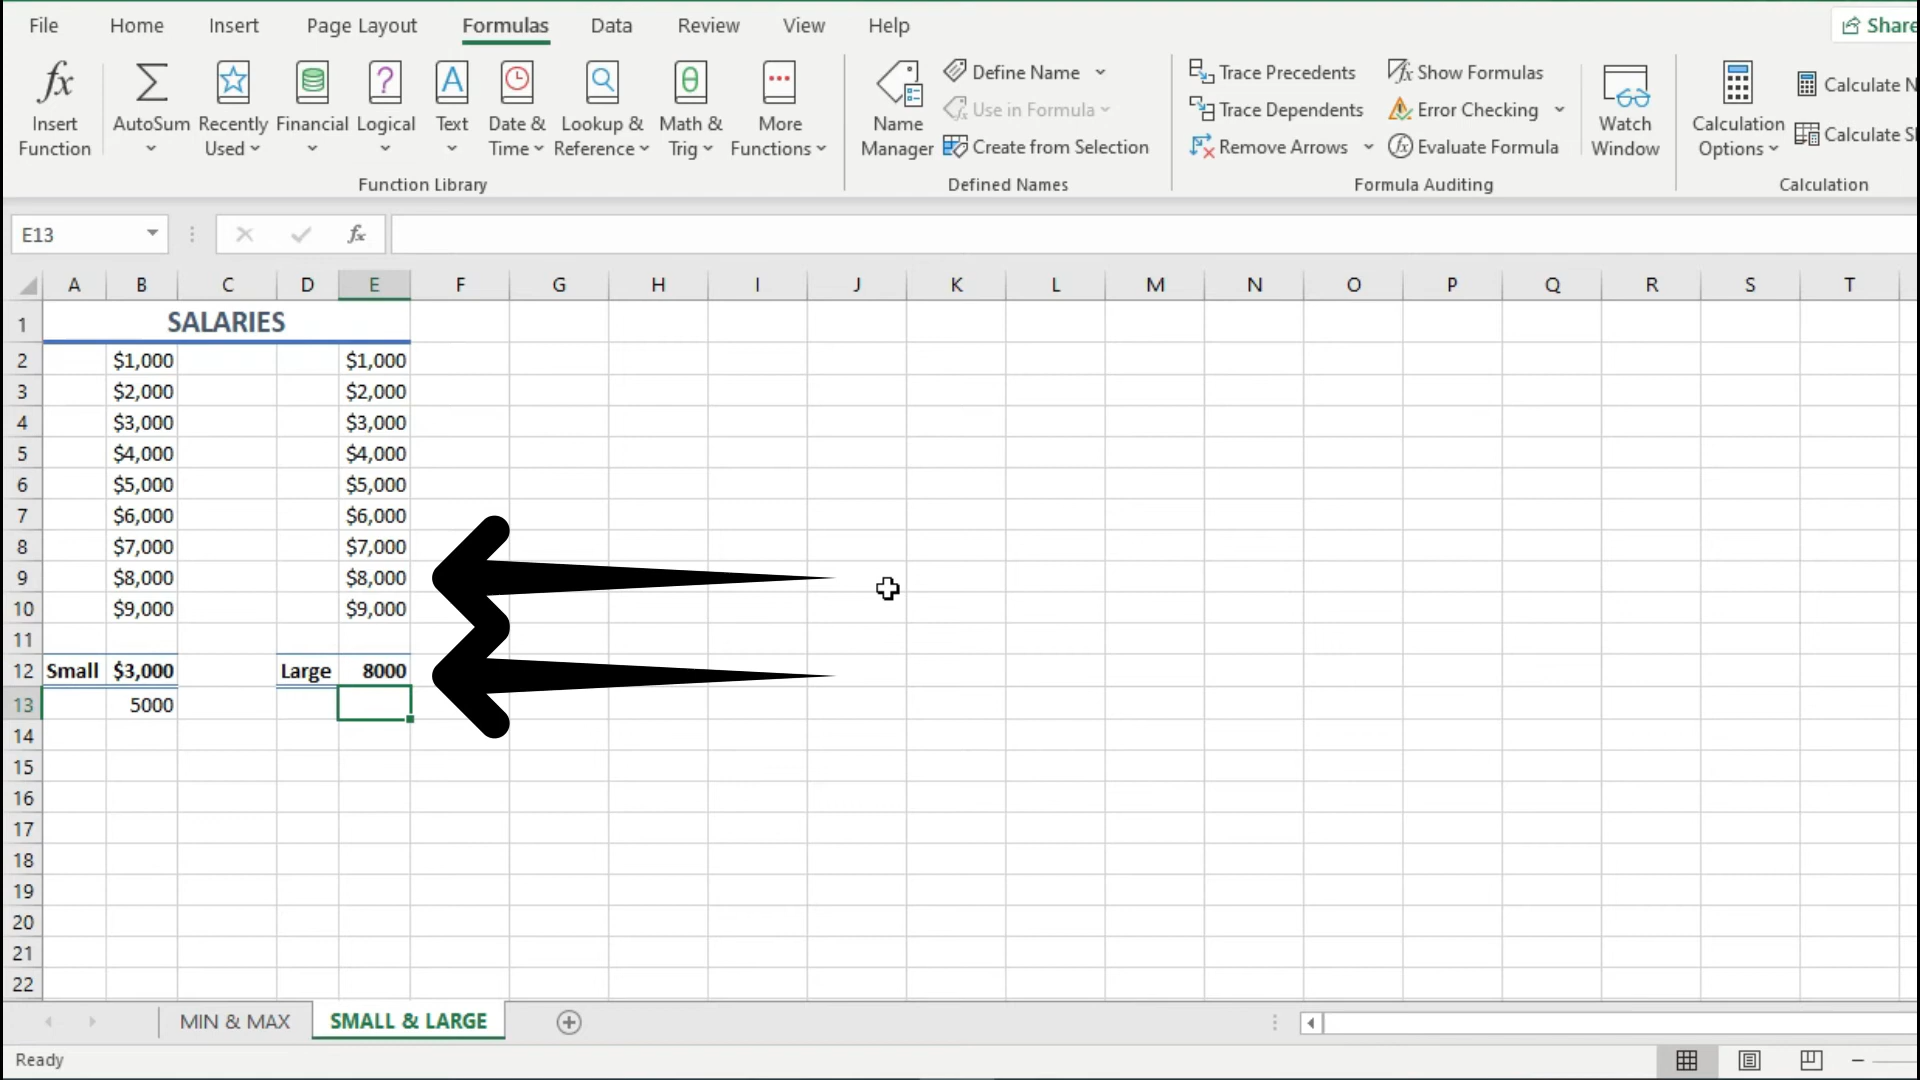 File Home Insert Page Layout Formulas Data Review View Help Share
Insert Function
AutoSum
Recently Used
Financial
Logical
Text
Date & Time
Lookup & Reference
Math & Trig
More Functions
Function Library
Name Manager
Define Name
Use in Formula
Create from Selection
Defined Names
Trace Precedents
Trace Dependents
Remove Arrows
Show Formulas
Error Checking
Evaluate Formula
Formula Auditing
Watch Window
Calculation Options
Calculate N
Calculate S
Calculation
E13 fx
A B C D E F G H I J K L M N O P Q R S T
1 SALARIES
2 $1,000 $1,000
3 $2,000 $2,000
4 $3,000 $3,000
5 $4,000 $4,000
6 $5,000 $5,000
7 $6,000 $6,000
8 $7,000 $7,000
9 $8,000 $8,000
10 $9,000 $9,000
11
12 Small $3,000 Large 8000
13 5000
14
15
16
17
18
19
20
21
22
MIN & MAX SMALL & LARGE
Ready